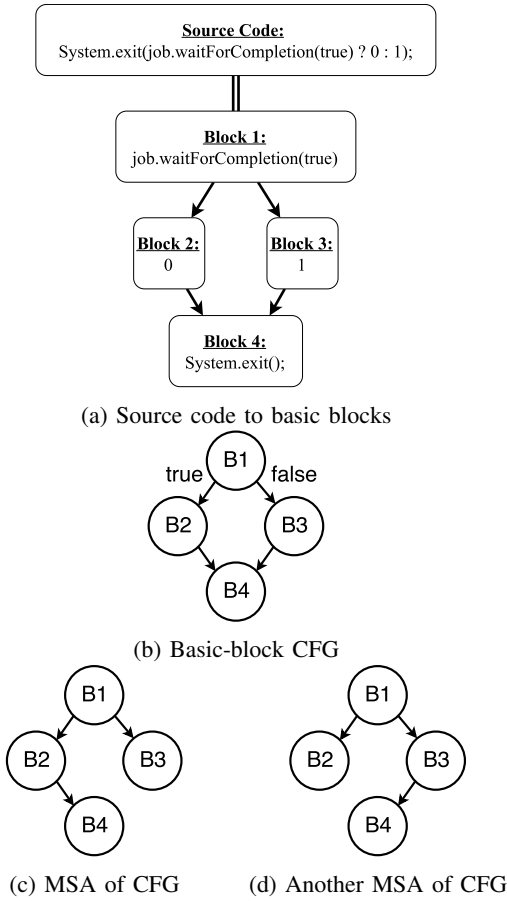 Source Code:
System.exit(job.waitForCompletion(true) ? 0 : 1);
Block 1:
job.waitForCompletion(true)
Block 2:
0
Block 3:
1
Block 4:
System.exit();
(a) Source code to basic blocks
B1
true
false
B2
B3
B4
(b) Basic-block CFG
B1
B2
B3
B4
(c) MSA of CFG
B1
B2
B3
B4
(d) Another MSA of CFG